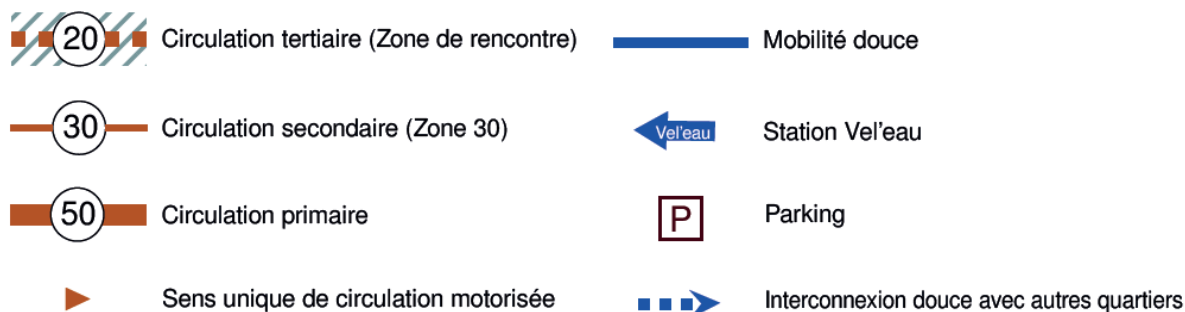 20 Circulation tertiaire (Zone de rencontre)
Mobilité douce
30 Circulation secondaire (Zone 30)
Vel'eau Station Vel'eau
50 Circulation primaire
P Parking
Sens unique de circulation motorisée
Interconnexion douce avec autres quartiers